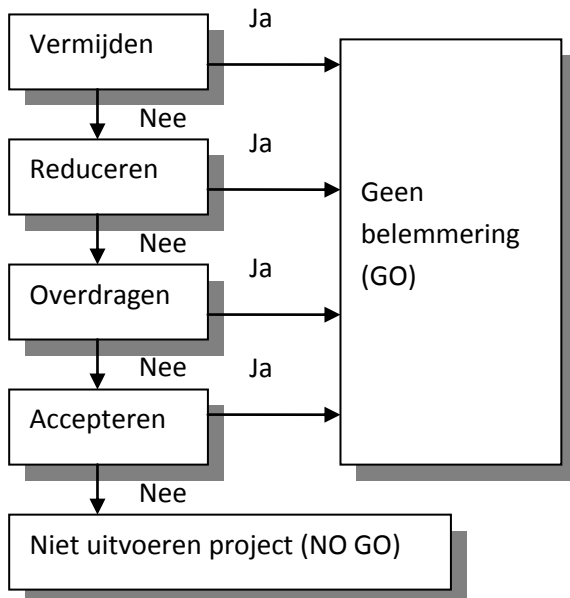 Ja
Vermijden
Nee
Ja
Reduceren
Geen
belemmering
(GO)
Nee
Ja
Overdragen
Nee
Ja
Accepteren
Nee
Niet uitvoeren project (NO GO)